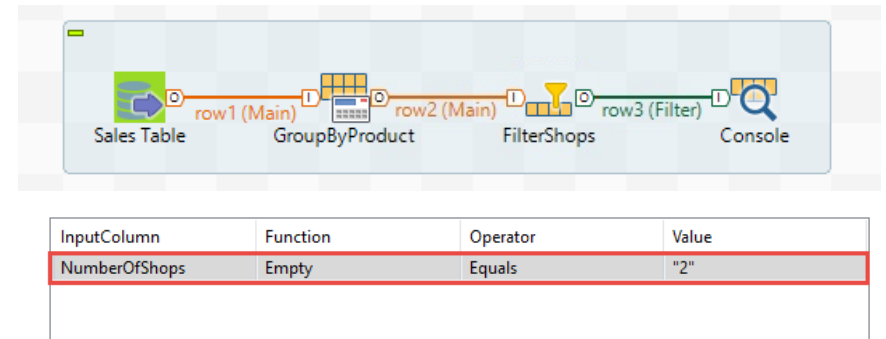 O row1 (Main) I O row2 (Main) I O row3 (Filter) I
Sales Table GroupByProduct FilterShops Console
InputColumn Function Operator Value
NumberOfShops Empty Equals "2"